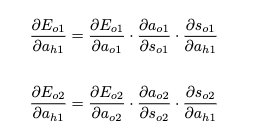 ∂E_{o1}/∂a_{h1} = ∂E_{o1}/∂a_{o1} · ∂a_{o1}/∂s_{o1} · ∂s_{o1}/∂a_{h1}
∂E_{o2}/∂a_{h1} = ∂E_{o2}/∂a_{o2} · ∂a_{o2}/∂s_{o2} · ∂s_{o2}/∂a_{h1}